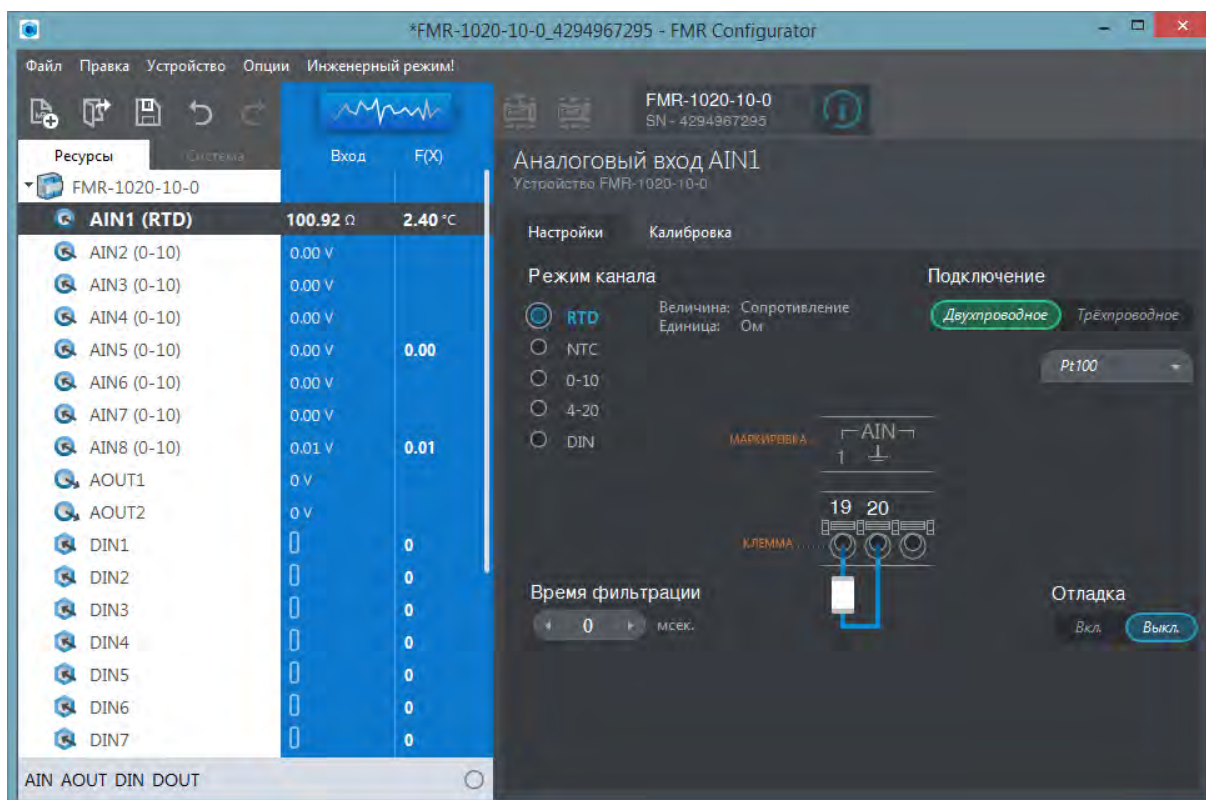 *FMR-1020-10-0_4294967295 - FMR Configurator
Файл Правка Устройство Опции Инженерный режим!
FMR-1020-10-0
SN - 4294967295
Ресурсы Система Вход F(X)
FMR-1020-10-0
AIN1 (RTD) 100.92 Ω 2.40 °C
AIN2 (0-10) 0.00 V
AIN3 (0-10) 0.00 V
AIN4 (0-10) 0.00 V
AIN5 (0-10) 0.00 V 0.00
AIN6 (0-10) 0.00 V
AIN7 (0-10) 0.00 V
AIN8 (0-10) 0.01 V 0.01
AOUT1 0 V
AOUT2 0 V
DIN1 0
DIN2 0
DIN3 0
DIN4 0
DIN5 0
DIN6 0
DIN7 0
AIN AOUT DIN DOUT
Аналоговый вход AIN1
Устройство FMR-1020-10-0
Настройки Калибровка
Режим канала
RTD
NTC
0-10
4-20
DIN
Величина: Сопротивление
Единица: Ом
Подключение
Двухпроводное Трёхпроводное
Pt100
МАРКИРОВКА
AIN
1
19 20
КЛЕММА
Время фильтрации
0 мсек.
Отладка
Вкл. Выкл.